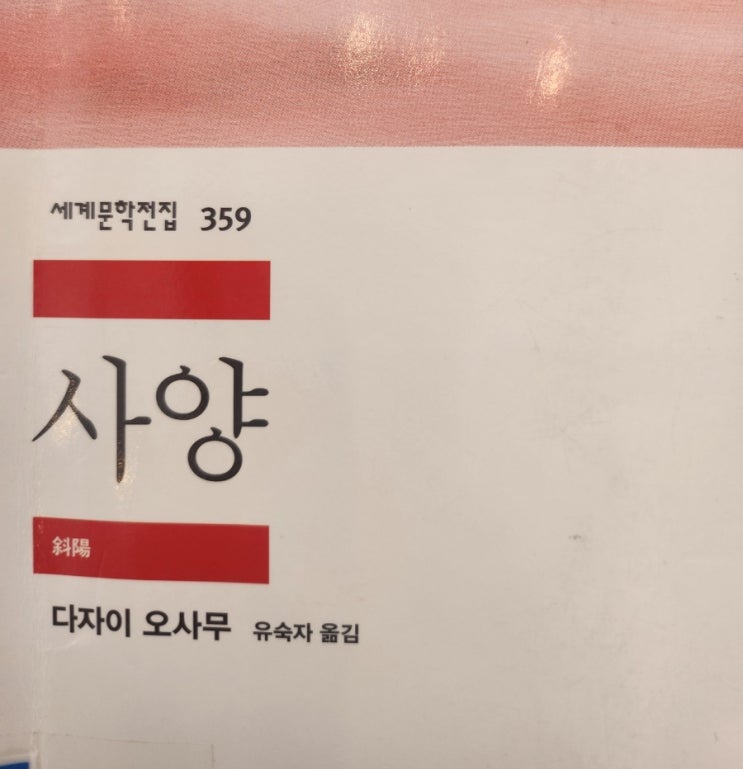 세계문학전집 359
사양
斜陽
다자이 오사무 유숙자 옮김